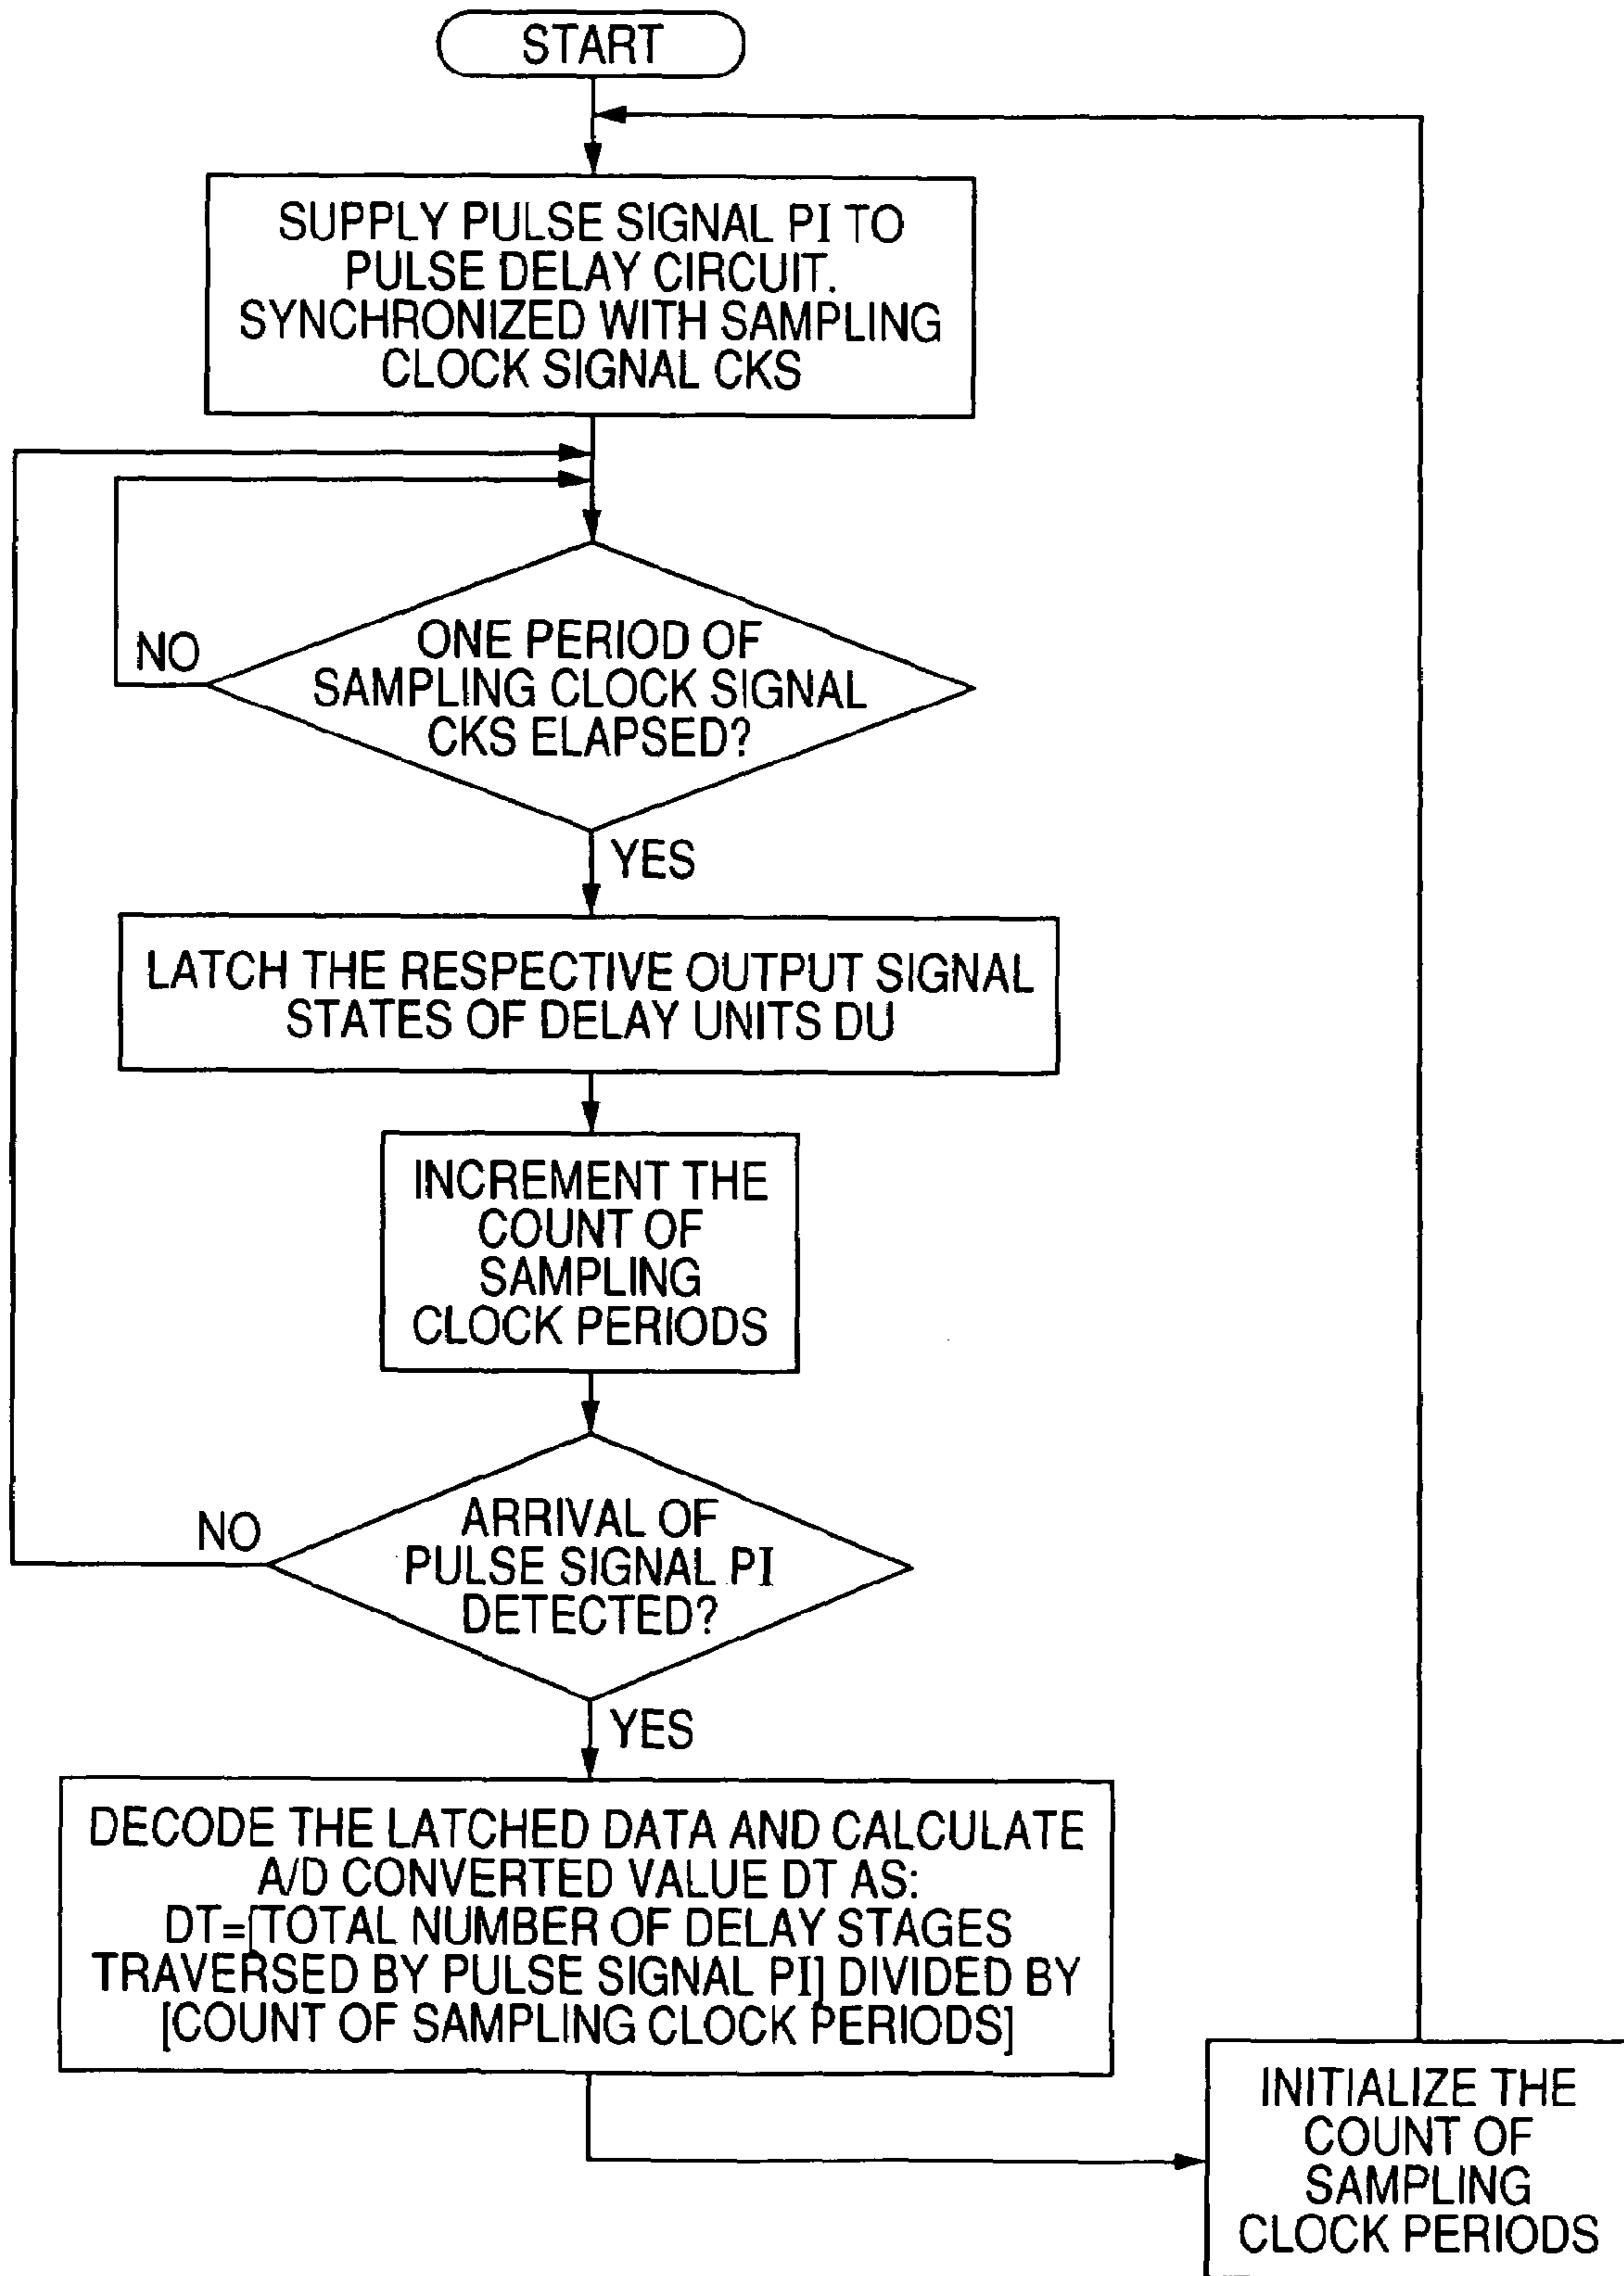 START
SUPPLY PULSE SIGNAL PI TO
PULSE DELAY CIRCUIT.
SYNCHRONIZED WITH SAMPLING
CLOCK SIGNAL CKS
NO
ONE PERIOD OF
SAMPLING CLOCK SIGNAL
CKS ELAPSED?
YES
LATCH THE RESPECTIVE OUTPUT SIGNAL
STATES OF DELAY UNITS DU
INCREMENT THE
COUNT OF
SAMPLING
CLOCK PERIODS
NO
ARRIVAL OF
PULSE SIGNAL PI
DETECTED?
YES
DECODE THE LATCHED DATA AND CALCULATE
A/D CONVERTED VALUE DT AS:
DT=[TOTAL NUMBER OF DELAY STAGES
TRAVERSED BY PULSE SIGNAL PI] DIVIDED BY
[COUNT OF SAMPLING CLOCK PERIODS]
INITIALIZE THE
COUNT OF
SAMPLING
CLOCK PERIODS